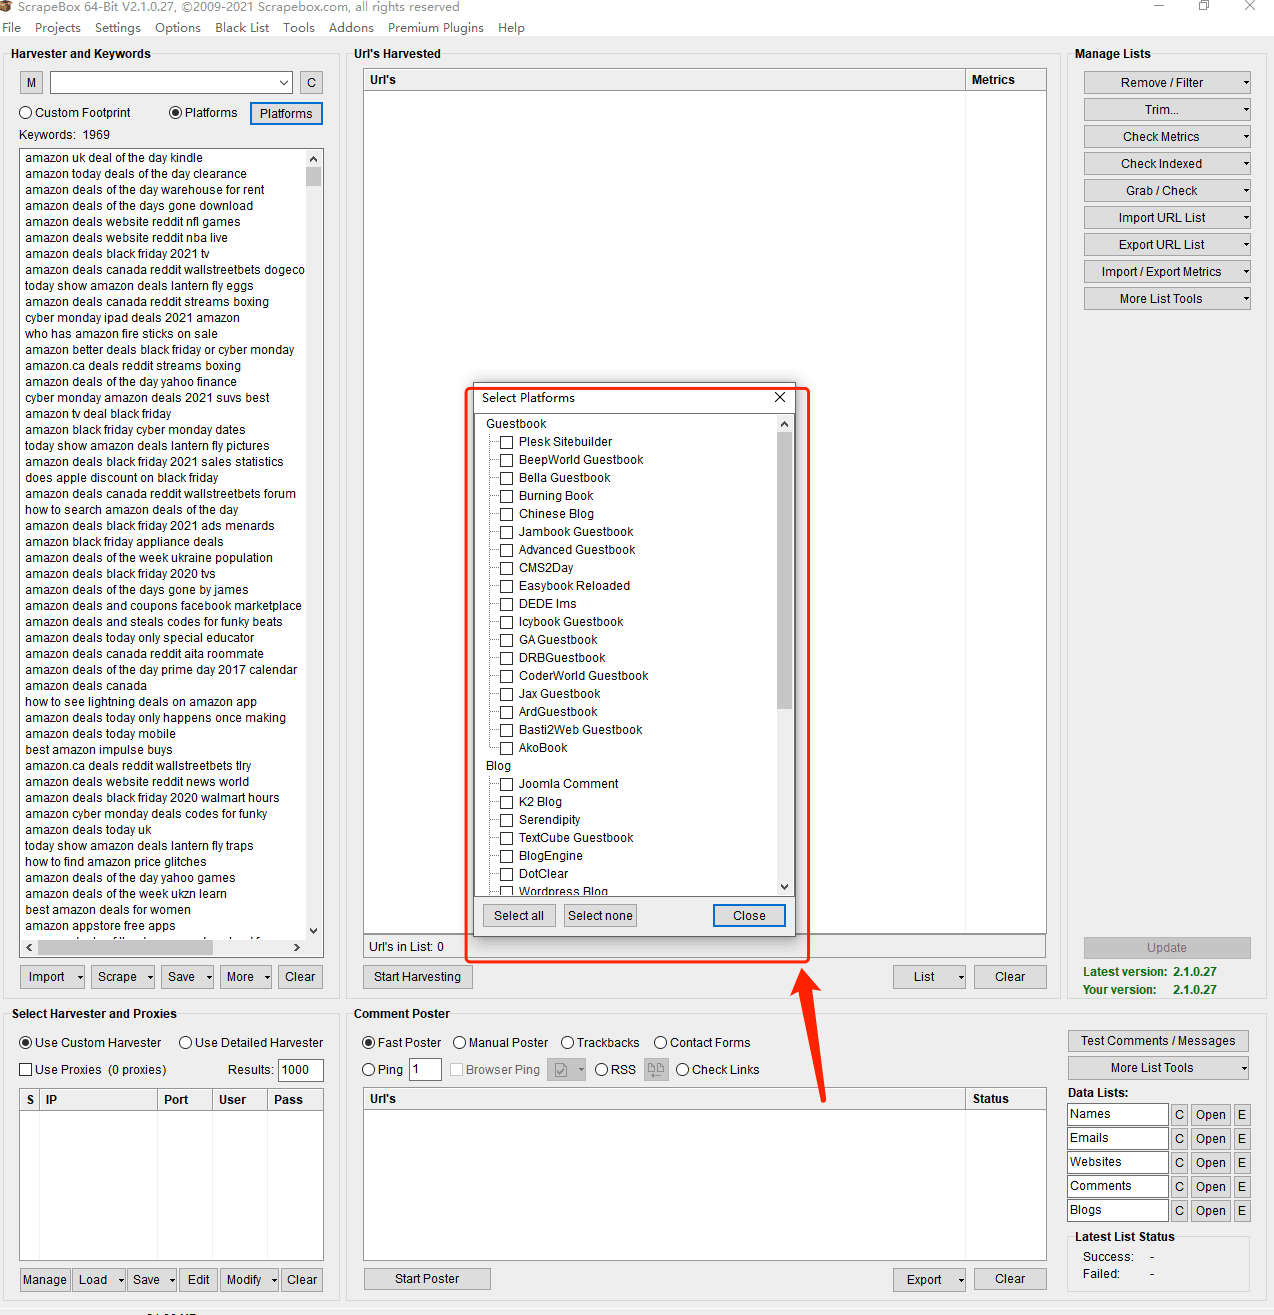 ScrapeBox 64-Bit V2.1.0.27, ©2009-2021 Scrapebox.com, all rights reserved
File Projects Settings Options Black List Tools Addons Premium Plugins Help
Harvester and Keywords
M C
Custom Footprint Platforms Platforms
Keywords: 1969
amazon uk deal of the day kindle
amazon today deals of the day clearance
amazon deals of the day warehouse for rent
amazon deals of the days gone download
amazon deals website reddit nfl games
amazon deals website reddit nba live
amazon deals black friday 2021 tv
amazon deals canada reddit wallstreetbets dogeco
today show amazon deals lantern fly eggs
amazon deals canada reddit streams boxing
cyber monday ipad deals 2021 amazon
who has amazon fire sticks on sale
amazon better deals black friday or cyber monday
amazon.ca deals reddit streams boxing
amazon deals of the day yahoo finance
cyber monday amazon deals 2021 suvs best
amazon tv deal black friday
amazon black friday cyber monday dates
today show amazon deals lantern fly pictures
amazon deals black friday 2021 sales statistics
does apple discount on black friday
amazon deals canada reddit wallstreetbets forum
how to search amazon deals of the day
amazon deals black friday 2021 ads menards
amazon black friday appliance deals
amazon deals of the week ukraine population
amazon deals black friday 2020 tvs
amazon deals of the days gone by james
amazon deals and coupons facebook marketplace
amazon deals and steals codes for funky beats
amazon deals today only special educator
amazon deals canada reddit aita roommate
amazon deals of the day prime day 2017 calendar
amazon deals canada
how to see lightning deals on amazon app
amazon deals today only happens once making
amazon deals today mobile
best amazon impulse buys
amazon.ca deals reddit wallstreetbets tlry
amazon deals website reddit news world
amazon deals black friday 2020 walmart hours
amazon cyber monday deals codes for funky
amazon deals today uk
today show amazon deals lantern fly traps
how to find amazon price glitches
amazon deals of the day yahoo games
amazon deals of the week ukzn learn
best amazon deals for women
amazon appstore free apps
Import Scrape Save More Clear
Url's Harvested
Url's Metrics
Select Platforms
Guestbook
Plesk Sitebuilder
BeepWorld Guestbook
Bella Guestbook
Burning Book
Chinese Blog
Jambook Guestbook
Advanced Guestbook
CMS2Day
Easybook Reloaded
DEDE Ims
Icybook Guestbook
GA Guestbook
DRBGuestbook
CoderWorld Guestbook
Jax Guestbook
ArdGuestbook
Basti2Web Guestbook
AkoBook
Blog
Joomla Comment
K2 Blog
Serendipity
TextCube Guestbook
BlogEngine
DotClear
Wordpress Blog
Select all Select none Close
Url's in List: 0
Start Harvesting List Clear
Manage Lists
Remove / Filter
Trim...
Check Metrics
Check Indexed
Grab / Check
Import URL List
Export URL List
Import / Export Metrics
More List Tools
Update
Latest version: 2.1.0.27
Your version: 2.1.0.27
Select Harvester and Proxies
Use Custom Harvester Use Detailed Harvester
Use Proxies (0 proxies) Results: 1000
S IP Port User Pass
Manage Load Save Edit Modify Clear
Comment Poster
Fast Poster Manual Poster Trackbacks Contact Forms
Ping 1 Browser Ping RSS Check Links
Url's Status
Start Poster Export Clear
Test Comments / Messages
More List Tools
Data Lists:
Names C Open E
Emails C Open E
Websites C Open E
Comments C Open E
Blogs C Open E
Latest List Status
Success: -
Failed: -